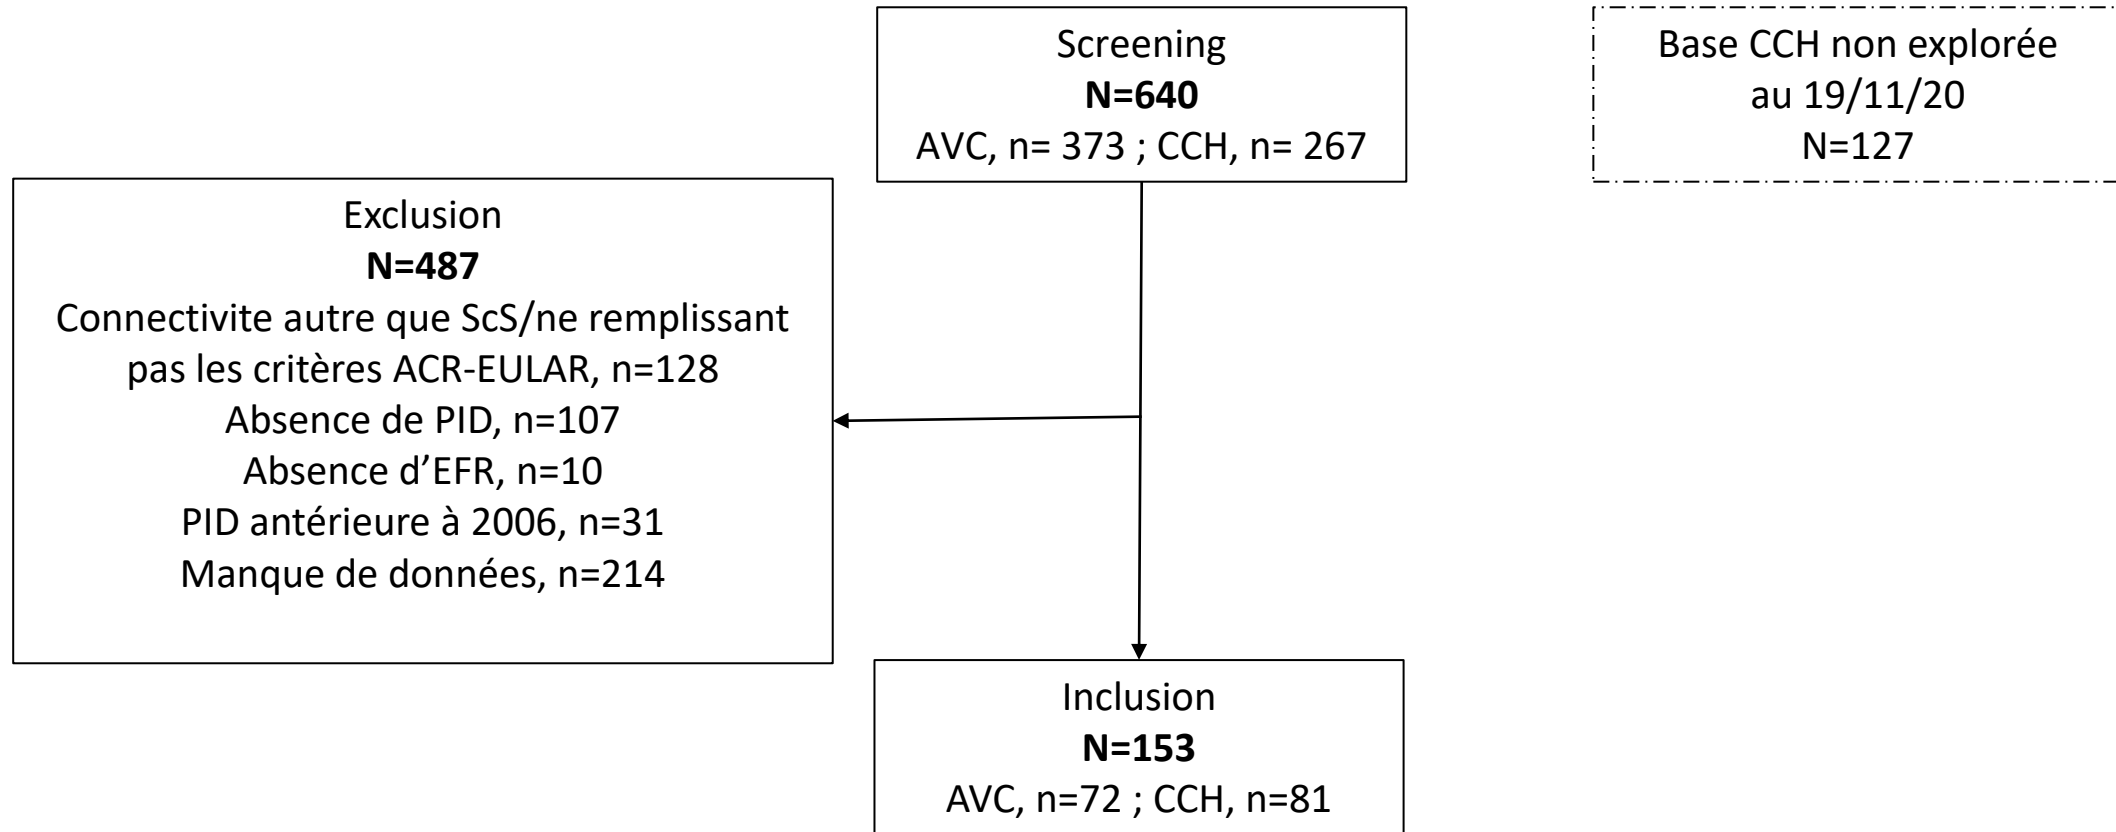 Screening
N=640
AVC, n= 373 ; CCH, n= 267
Base CCH non explorée
au 19/11/20
N=127
Exclusion
N=487
Connectivite autre que ScS/ne remplissant
pas les critères ACR-EULAR, n=128
Absence de PID, n=107
Absence d’EFR, n=10
PID antérieure à 2006, n=31
Manque de données, n=214
Inclusion
N=153
AVC, n=72 ; CCH, n=81